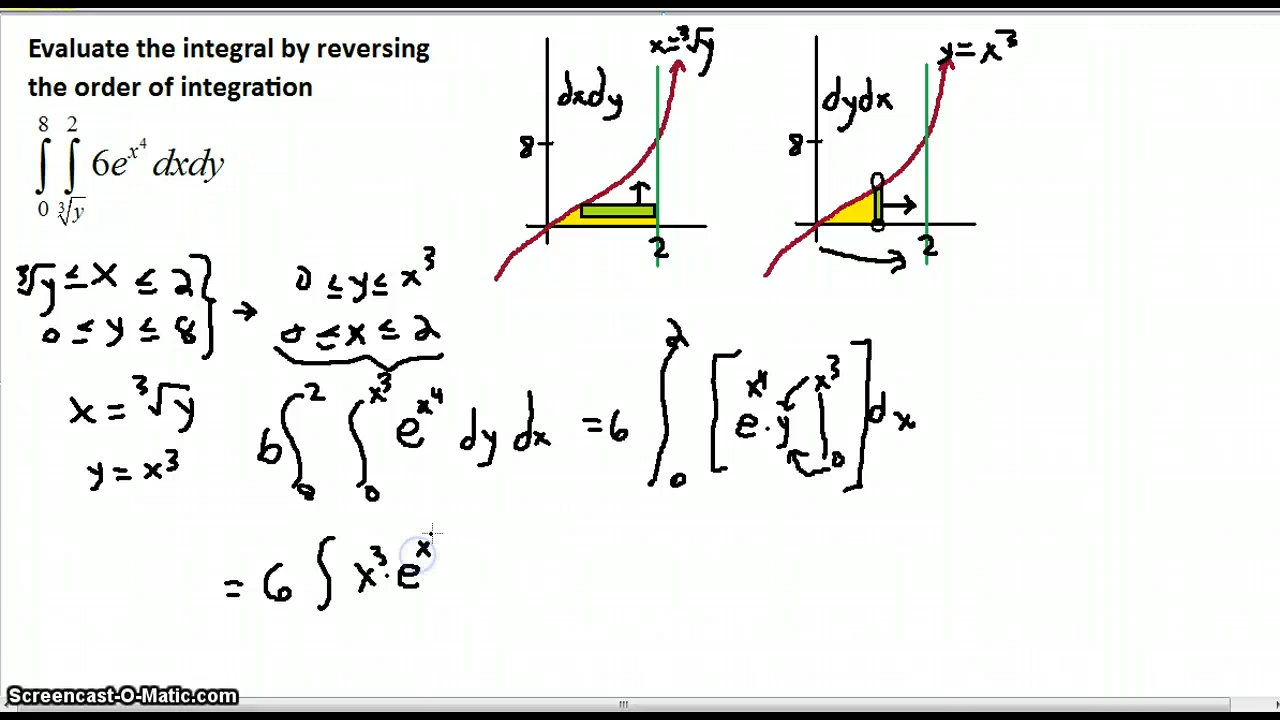 Evaluate the integral by reversing
the order of integration
∫₀⁸ ∫_∛y² 6e^x⁴ dxdy
x=∛y
dxdy
8
2
y=x³
dydx
8
2
∛y ≤ x ≤ 2
0 ≤ y ≤ 8
→
0 ≤ y ≤ x³
0 ≤ x ≤ 2
x = ∛y
y = x³
6 ∫₀² ∫₀^x³ e^x⁴ dy dx = 6 ∫₀² [e^x⁴ · y |₀^x³] dx
= 6 ∫ x³ · e^x
Screencast-O-Matic.com